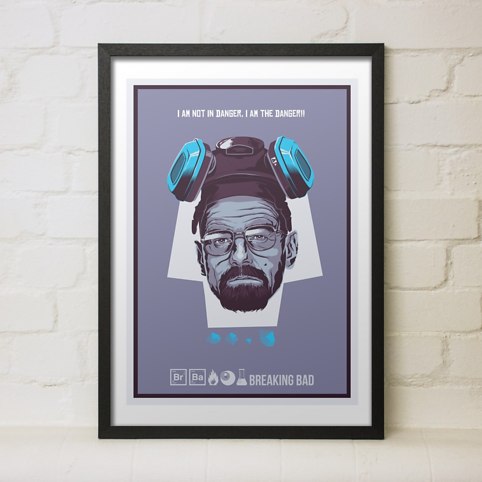 I AM NOT IN DANGER, I AM THE DANGER!!
Br Ba BREAKING BAD